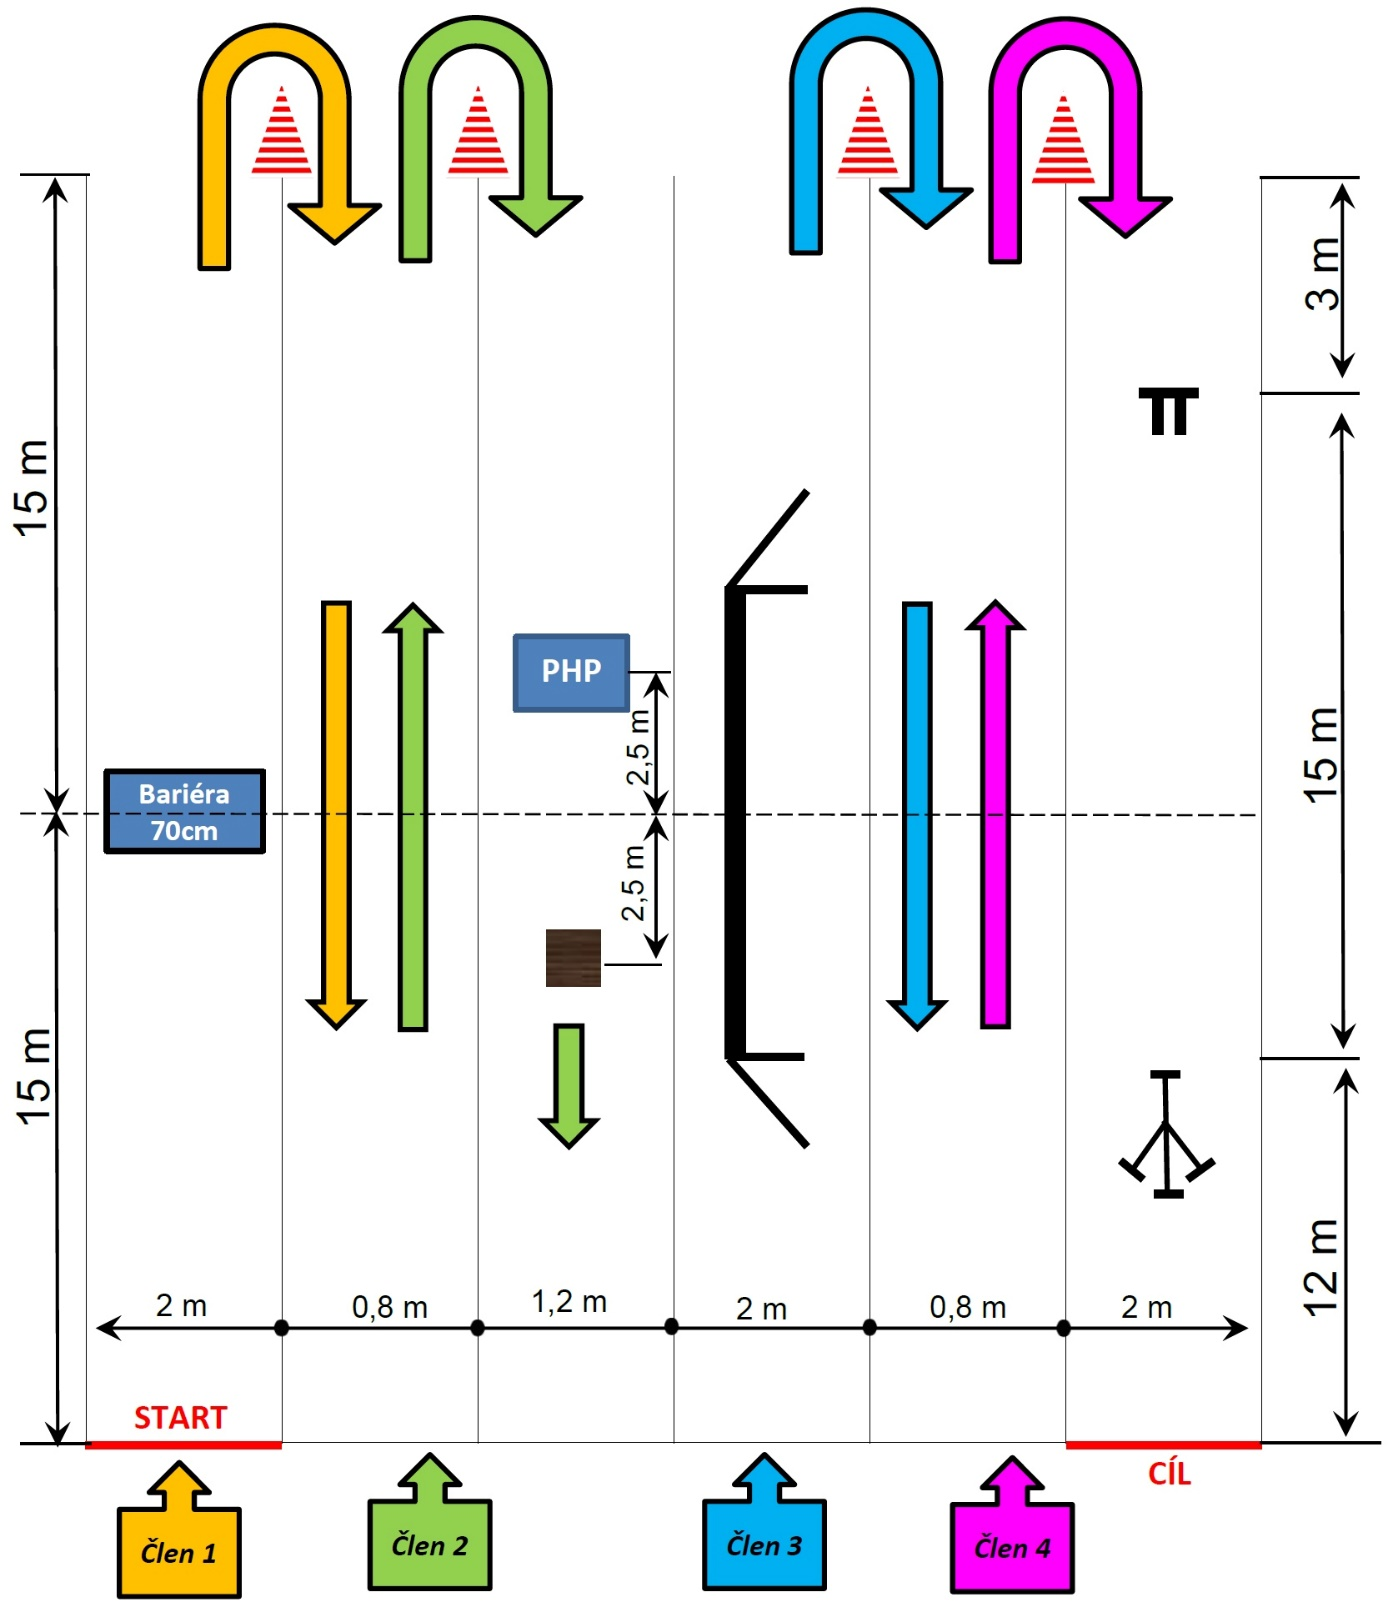 3 m
15 m
PHP
2,5 m
Bariéra
70cm
15 m
2,5 m
15 m
12 m
2 m
0,8 m
1,2 m
2 m
0,8 m
2 m
START
CÍL
Člen 1
Člen 2
Člen 3
Člen 4